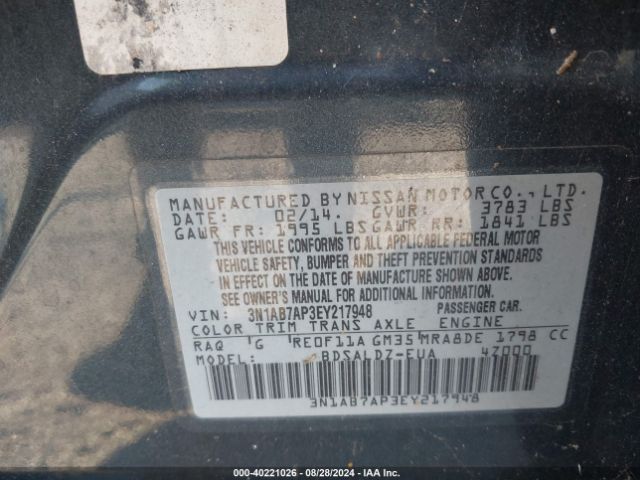 MANUFACTURED BY NISSAN MOTOR CO., LTD.
DATE: 02/14. GVWR: 3783 LBS
GAWR FR: 1995 LBS GAWR RR: 1841 LBS
THIS VEHICLE CONFORMS TO ALL APPLICABLE FEDERAL MOTOR
VEHICLE SAFETY, BUMPER AND THEFT PREVENTION STANDARDS
IN EFFECT ON THE DATE OF MANUFACTURE SHOWN ABOVE.
SEE OWNER'S MANUAL FOR ADDITIONAL INFORMATION.
VIN: 3N1AB7AP3EY217948 PASSENGER CAR.
COLOR TRIM TRANS AXLE ENGINE
RAQ G RE0F11A GM35 MRA8DE 1798 CC
MODEL: BDSALDZ-EUA 4Z000
3N1AB7AP3EY217948
000-40221026 - 08/28/2024 - IAA Inc.